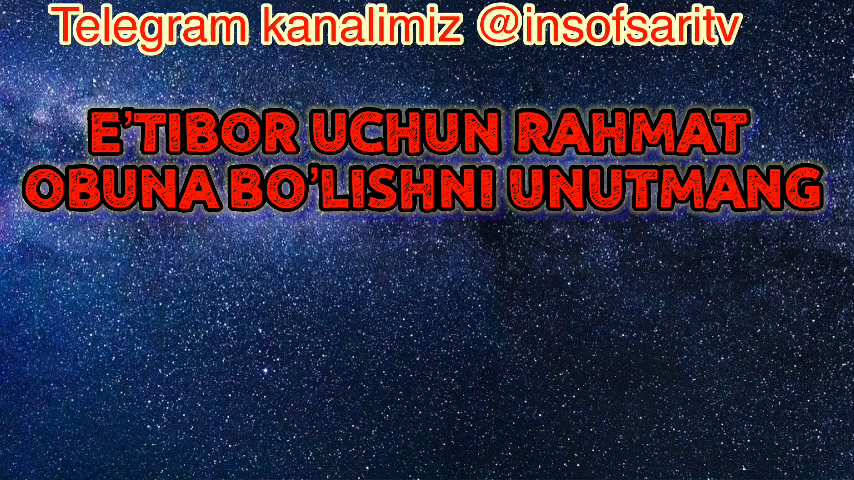 Telegram kanalimiz @insofsaritv
E’TIBOR UCHUN RAHMAT
OBUNA BO’LISHNI UNUTMANG